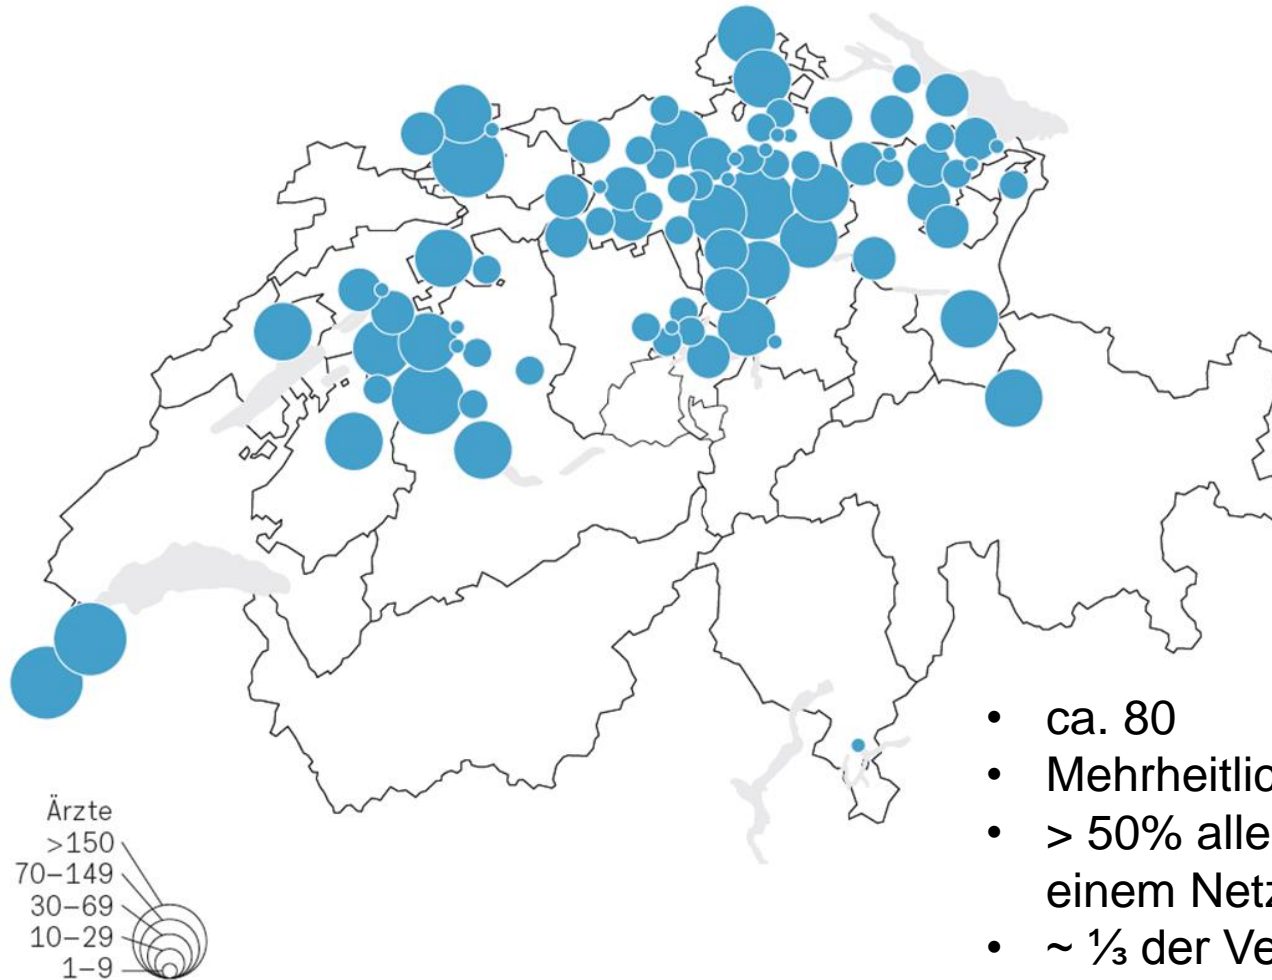 Ärzte
>150
70–149
30–69
10–29
1–9
• ca. 80
• Mehrheitlic
• > 50% alle
einem Netz
• ~ ⅓ der Ve